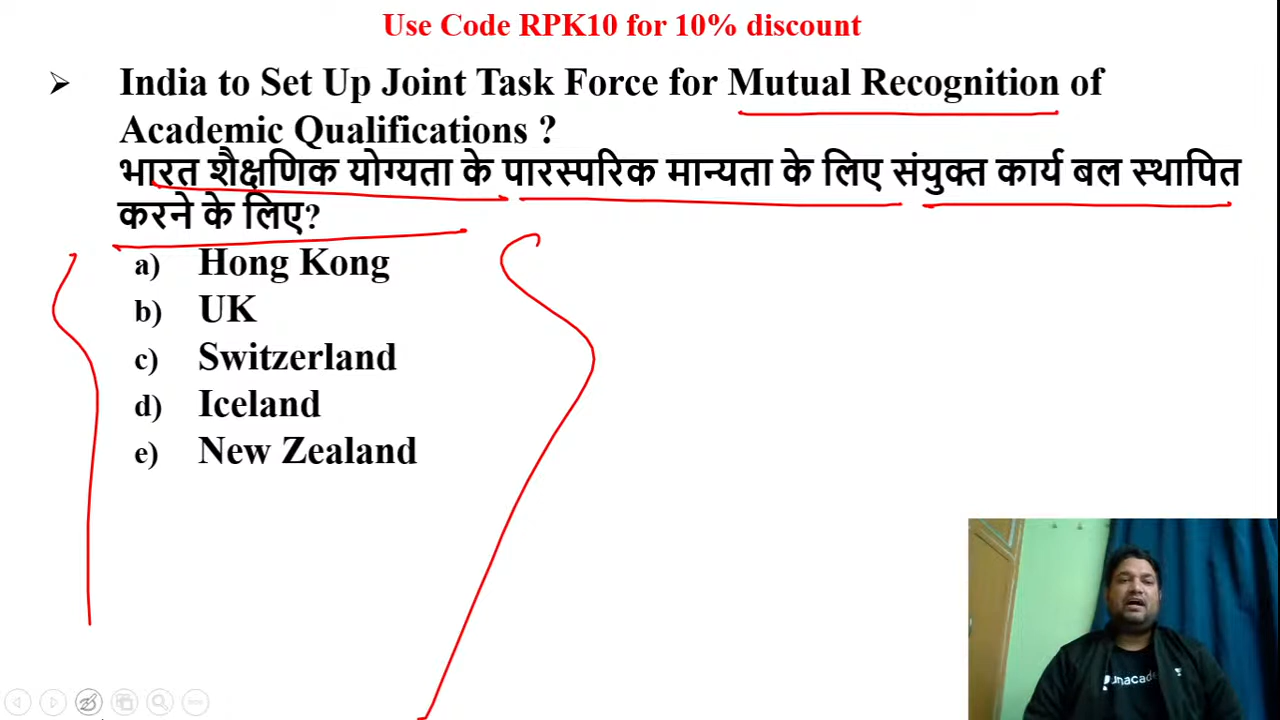 Use Code RPK10 for 10% discount
➢ India to Set Up Joint Task Force for Mutual Recognition of
Academic Qualifications ?
भारत शैक्षणिक योग्यता के पारस्परिक मान्यता के लिए संयुक्त कार्य बल स्थापित
करने के लिए?
a) Hong Kong
b) UK
c) Switzerland
d) Iceland
e) New Zealand